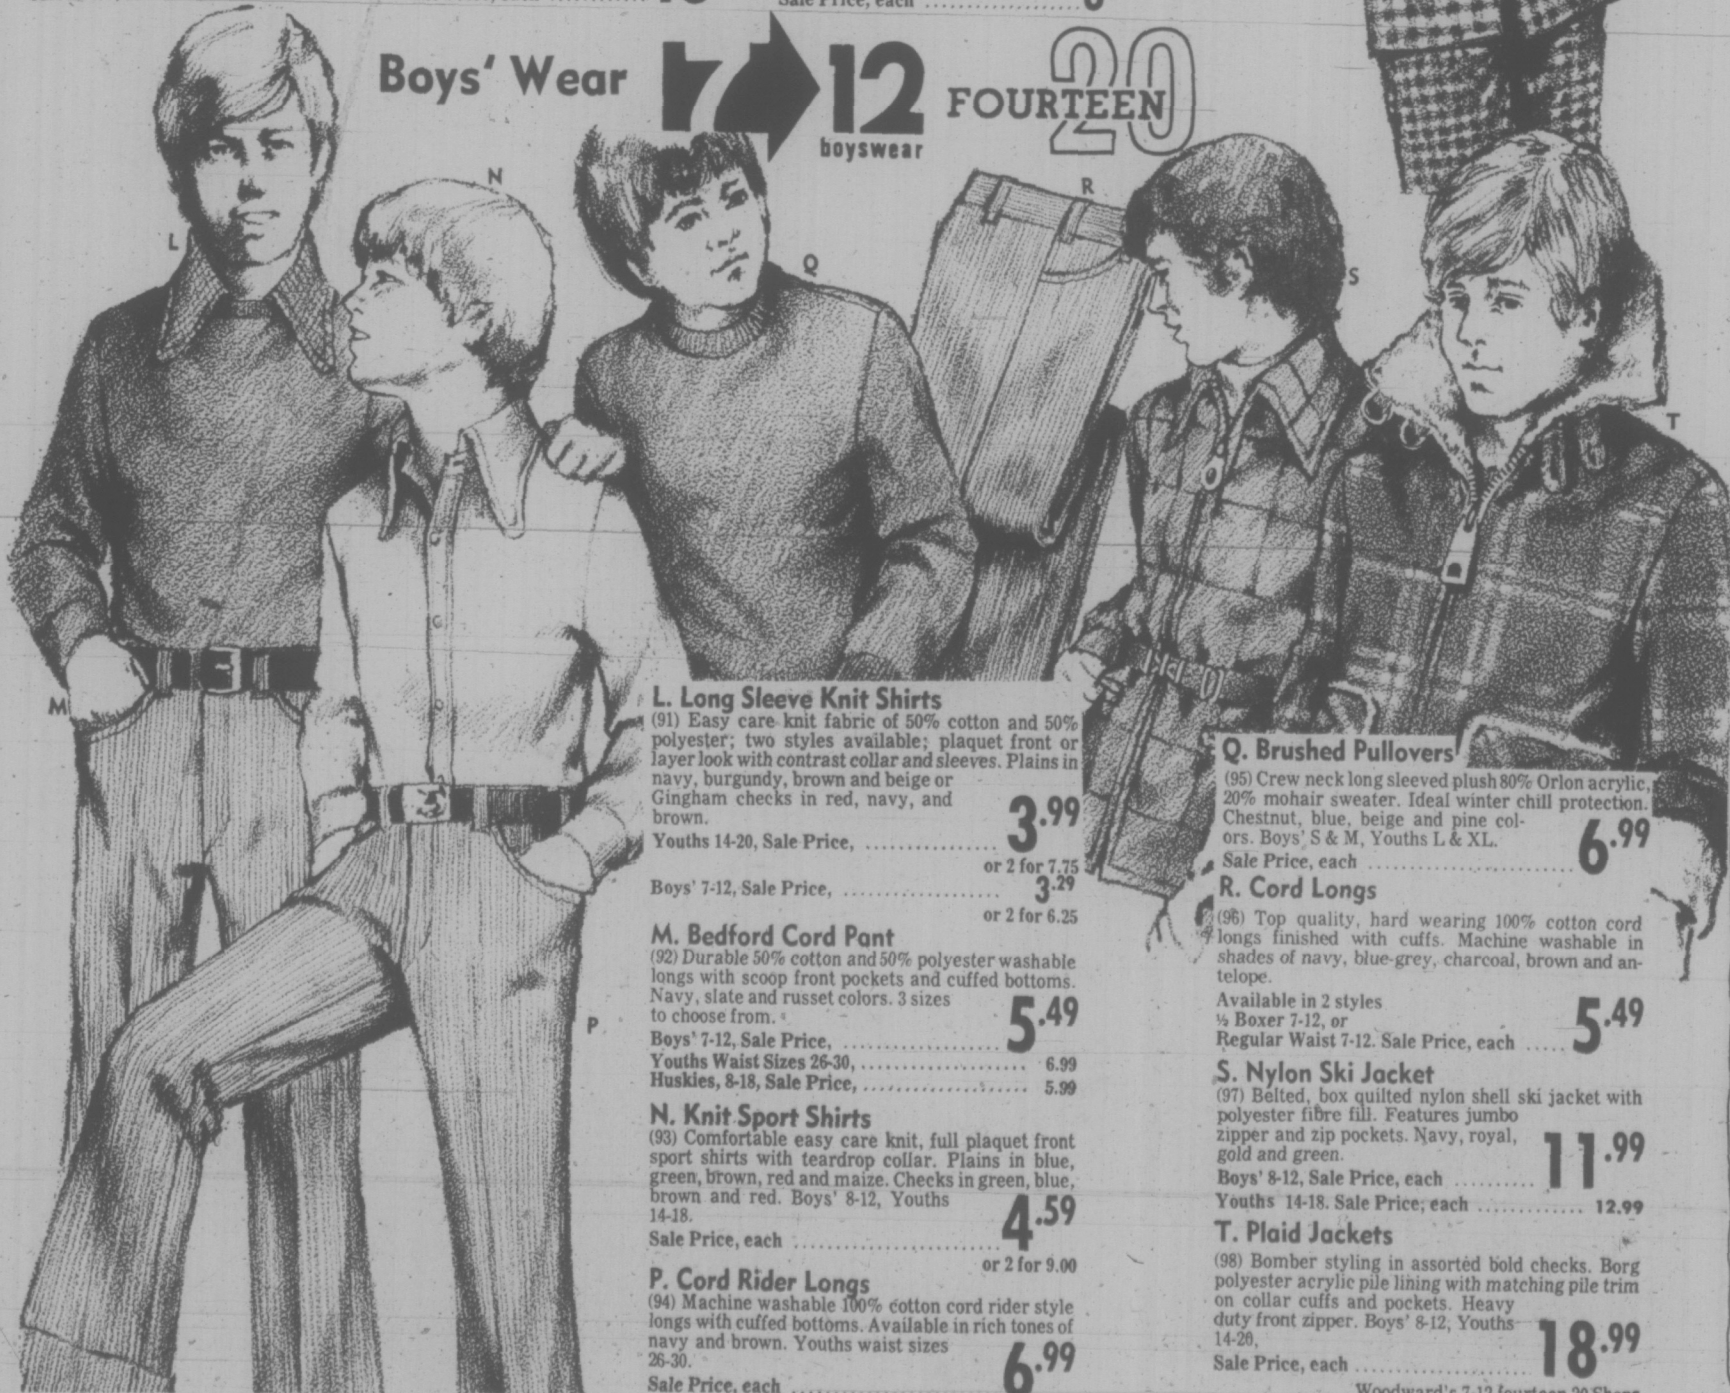 Sale Price, each
Boys' Wear 7 12 FOURTEEN 20
boyswear
L
N
Q
R
S
T
M
P
L. Long Sleeve Knit Shirts
(91) Easy care knit fabric of 50% cotton and 50%
polyester; two styles available; plaquet front or
layer look with contrast collar and sleeves. Plains in
navy, burgundy, brown and beige or
Gingham checks in red, navy, and
brown.
Youths 14-20, Sale Price, ................ 3.99
or 2 for 7.75
Boys' 7-12, Sale Price, ................... 3.29
or 2 for 6.25
M. Bedford Cord Pant
(92) Durable 50% cotton and 50% polyester washable
longs with scoop front pockets and cuffed bottoms.
Navy, slate and russet colors. 3 sizes
to choose from.
Boys' 7-12, Sale Price, ................... 5.49
Youths Waist Sizes 26-30, ..................... 6.99
Huskies, 8-18, Sale Price, ..................... 5.99
N. Knit Sport Shirts
(93) Comfortable easy care knit, full plaquet front
sport shirts with teardrop collar. Plains in blue,
green, brown, red and maize. Checks in green, blue,
brown and red. Boys' 8-12, Youths
14-18.
Sale Price, each ......................... 4.59
or 2 for 9.00
P. Cord Rider Longs
(94) Machine washable 100% cotton cord rider style
longs with cuffed bottoms. Available in rich tones of
navy and brown. Youths waist sizes
26-30.
Sale Price, each ......................... 6.99
Q. Brushed Pullovers
(95) Crew neck long sleeved plush 80% Orlon acrylic,
20% mohair sweater. Ideal winter chill protection.
Chestnut, blue, beige and pine col-
ors. Boys' S & M, Youths L & XL.
Sale Price, each ......................... 6.99
R. Cord Longs
(96) Top quality, hard wearing 100% cotton cord
longs finished with cuffs. Machine washable in
shades of navy, blue-grey, charcoal, brown and an-
telope.
Available in 2 styles
½ Boxer 7-12, or
Regular Waist 7-12. Sale Price, each ..... 5.49
S. Nylon Ski Jacket
(97) Belted, box quilted nylon shell ski jacket with
polyester fibre fill. Features jumbo
zipper and zip pockets. Navy, royal,
gold and green.
Boys' 8-12, Sale Price, each .......... 11.99
Youths 14-18. Sale Price, each ............. 12.99
T. Plaid Jackets
(98) Bomber styling in assorted bold checks. Borg
polyester acrylic pile lining with matching pile trim
on collar cuffs and pockets. Heavy
duty front zipper. Boys' 8-12, Youths
14-20,
Sale Price, each ..................... 18.99